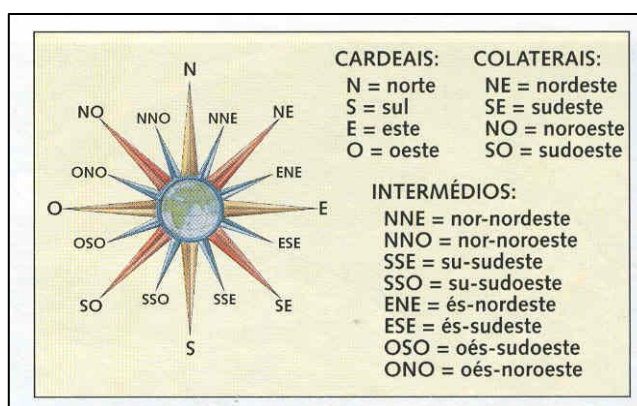 N
NO
NNO
NNE
NE
ONO
ENE
O
E
OSO
ESE
SO
SSO
SSE
SE
S
CARDEAIS:
N = norte
S = sul
E = este
O = oeste
COLATERAIS:
NE = nordeste
SE = sudeste
NO = noroeste
SO = sudoeste
INTERMÉDIOS:
NNE = nor-nordeste
NNO = nor-noroeste
SSE = su-sudeste
SSO = su-sudoeste
ENE = és-nordeste
ESE = és-sudeste
OSO = oés-sudoeste
ONO = oés-noroeste